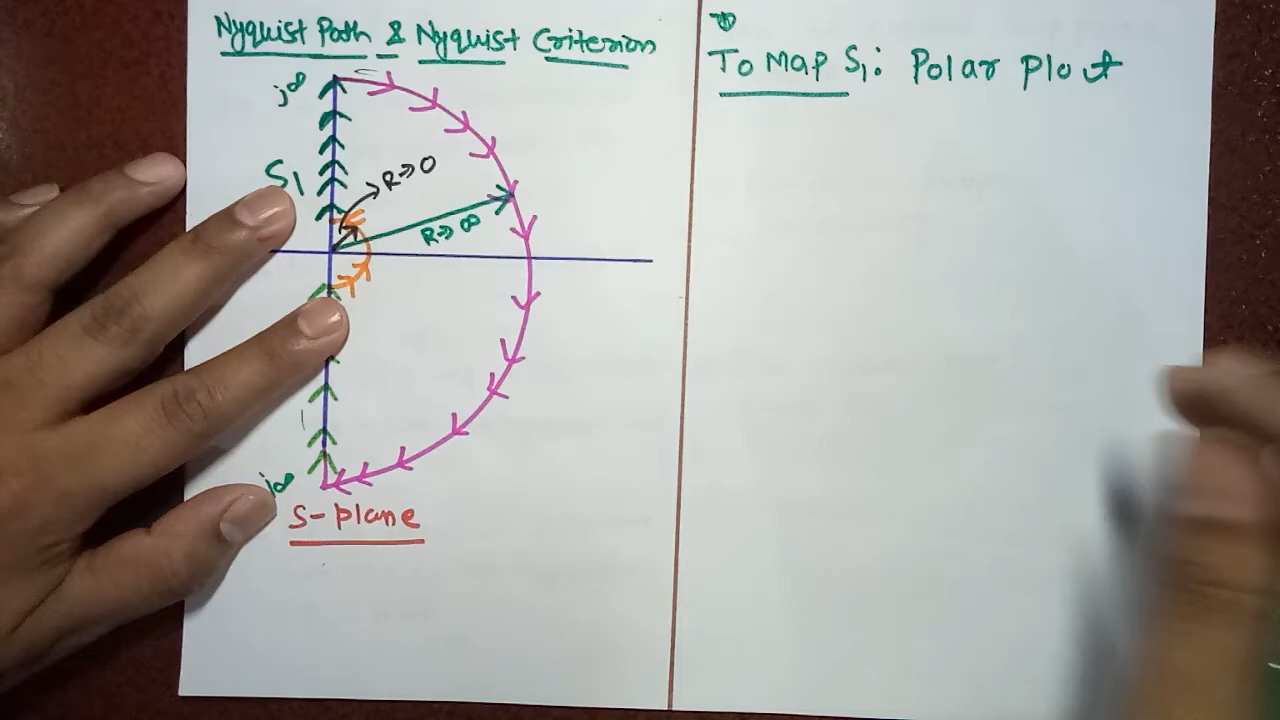 Nyquist Path & Nyquist Criterion
j∞
S1
R→0
R→∞
j∞
S-plane
To Map S1: Polar Plot